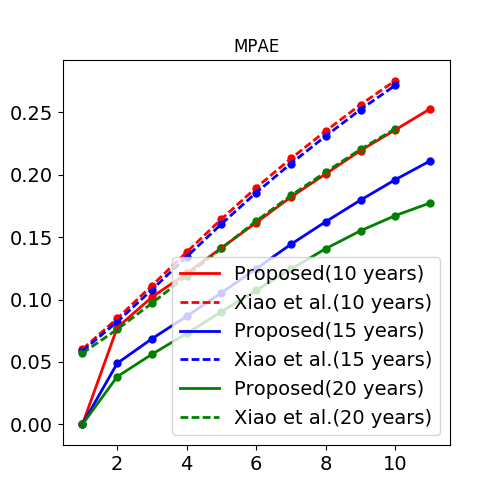 MPAE
0.25
0.20
0.15
0.10
0.05
0.00
2 4 6 8 10
Proposed(10 years)
Xiao et al.(10 years)
Proposed(15 years)
Xiao et al.(15 years)
Proposed(20 years)
Xiao et al.(20 years)